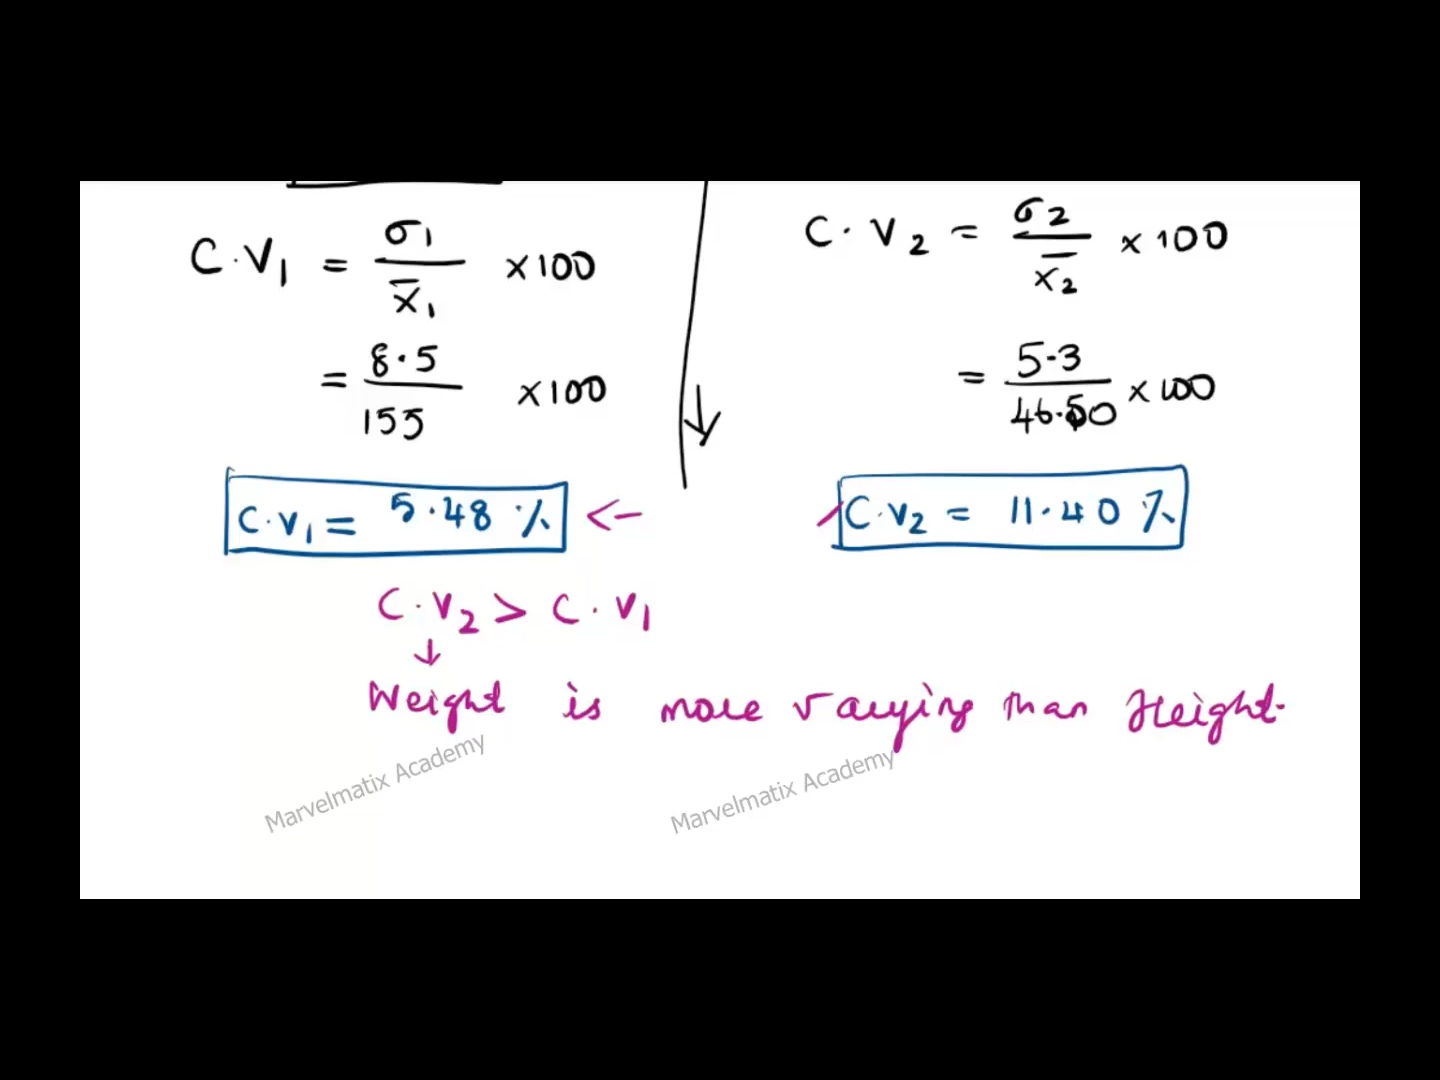 C.V₁ = σ₁/x̄₁ ×100
= 8.5/155 ×100
C.V₁ = 5.48 %
C.V₂ = σ₂/x̄₂ ×100
= 5.3/46.50 ×100
C.V₂ = 11.40 %
C.V₂ > C.V₁
↓
Weight is more varying than Height.
Marvelmatix Academy
Marvelmatix Academy